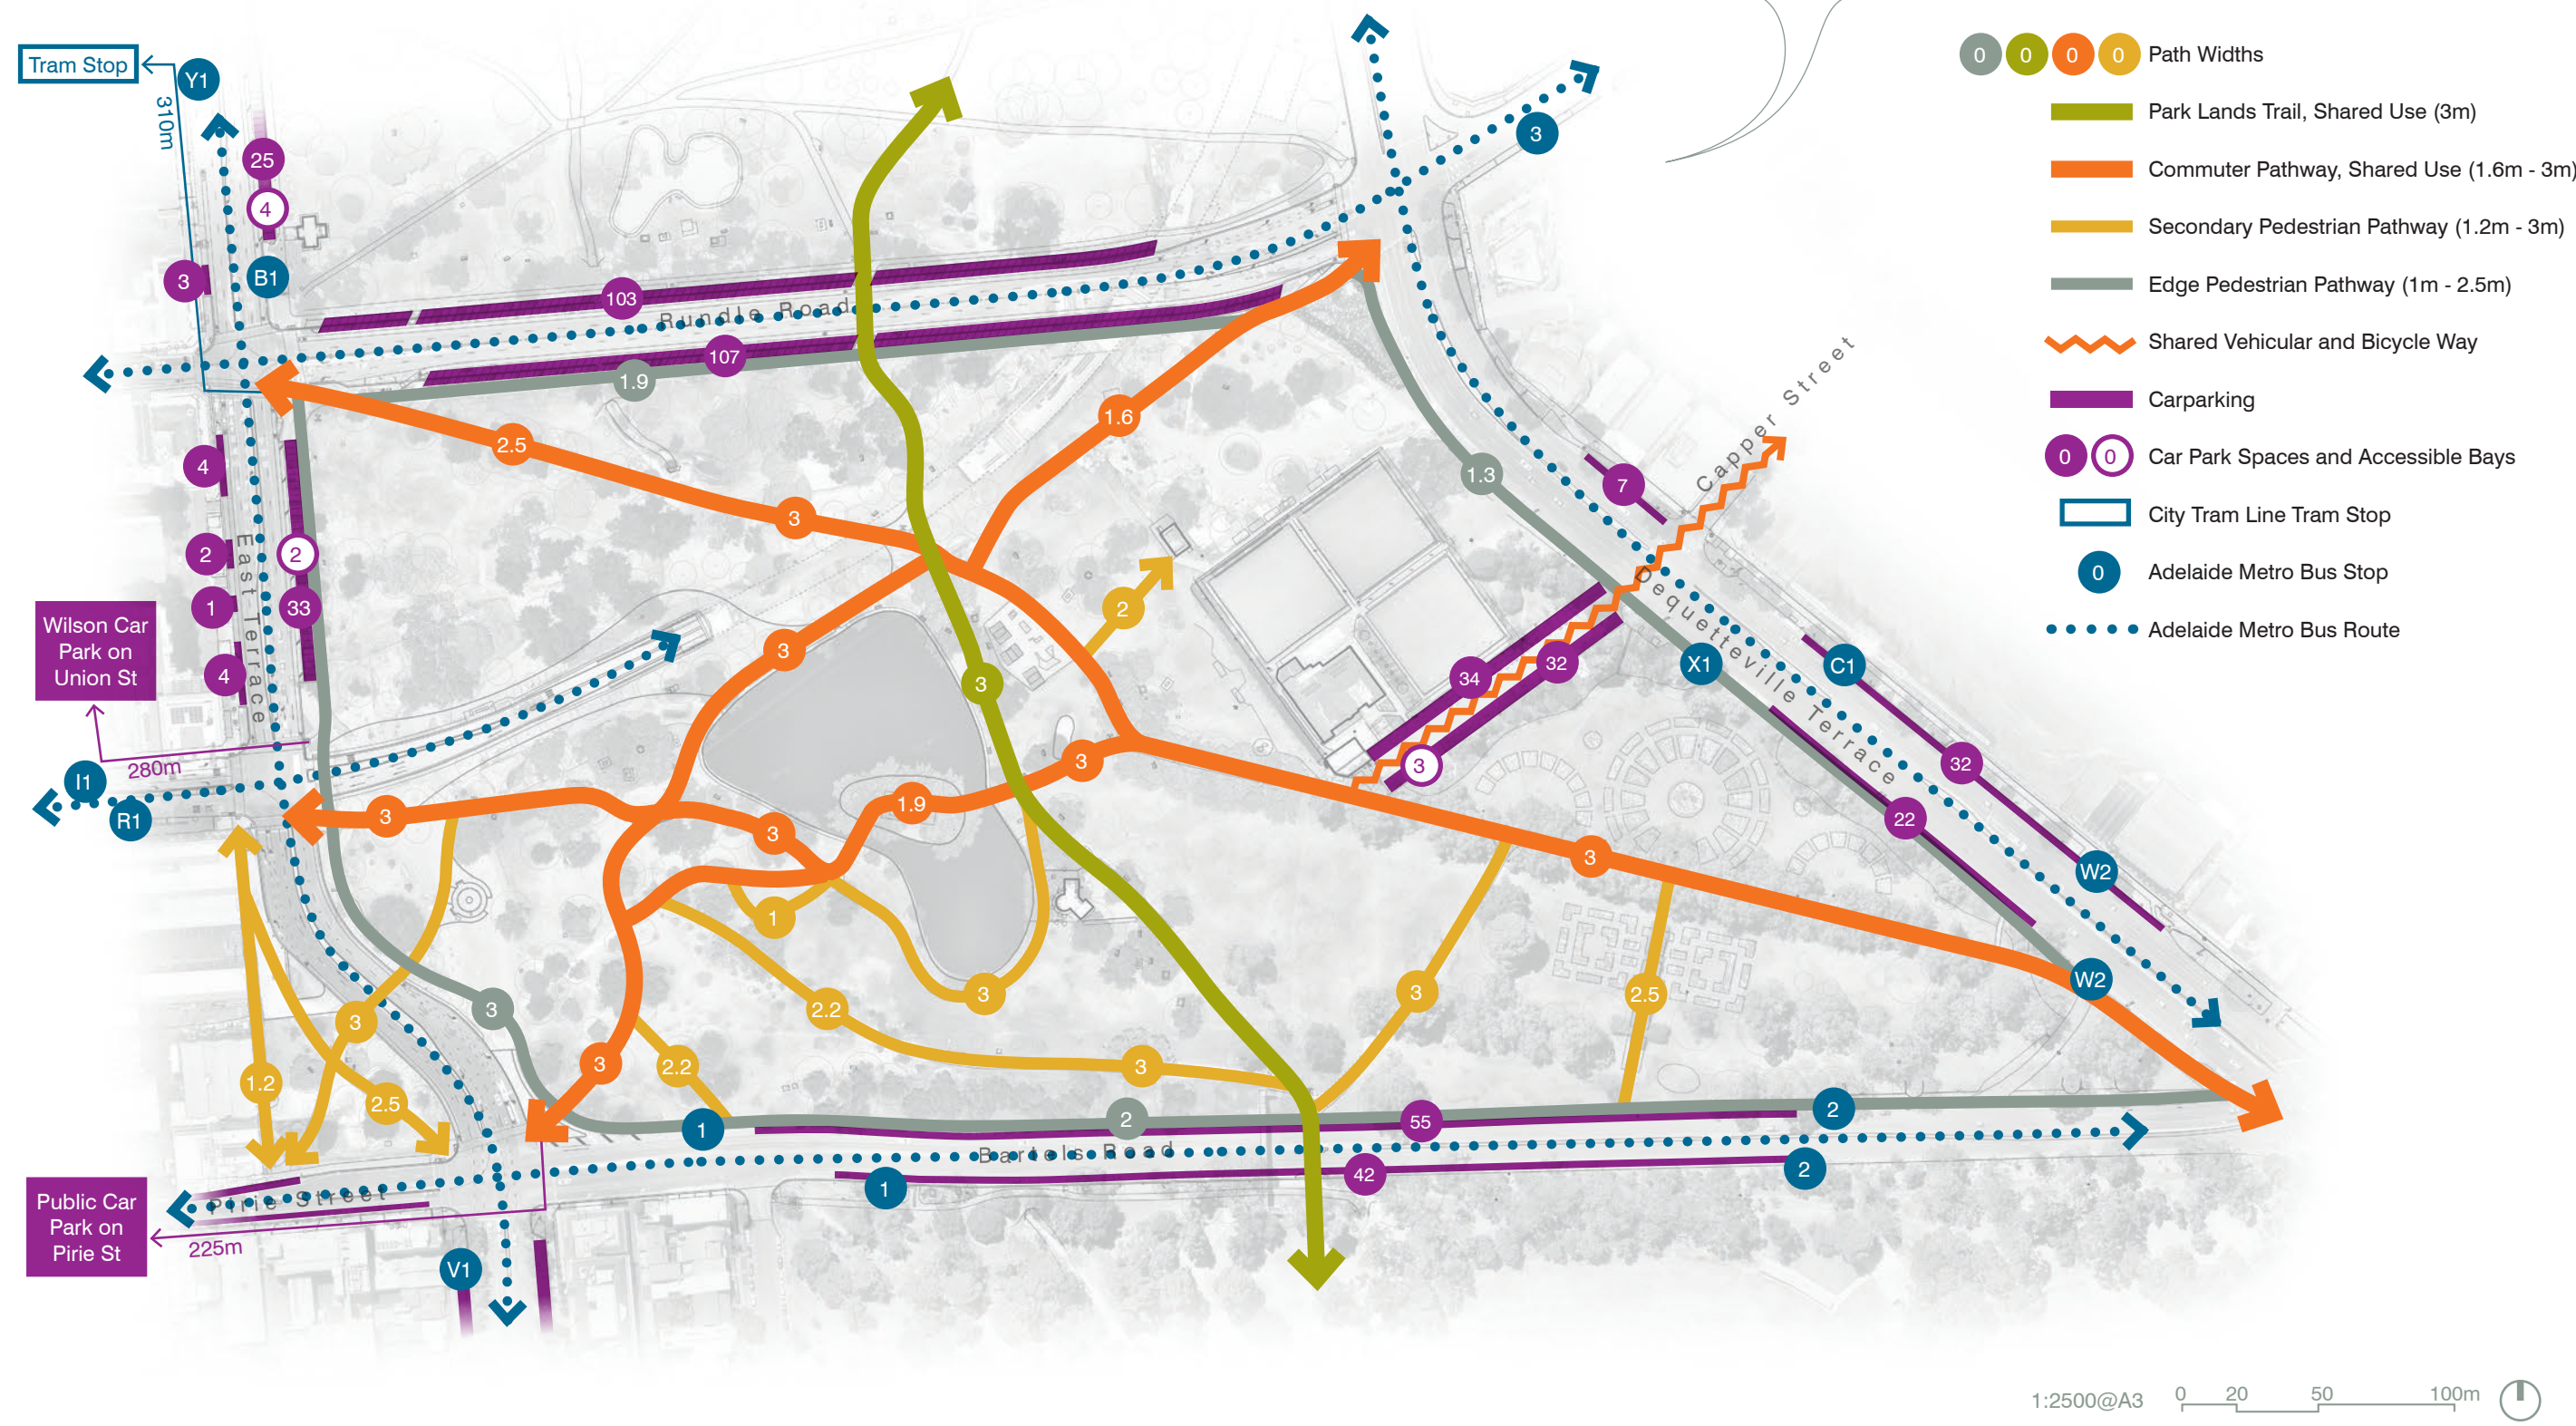 Tram Stop
Y1
310m
25
4
3
B1
3
103
Rundle Road
107
1.9
2.5
1.6
3
4
2
2
1
33
4
East Terrace
Wilson Car
Park on
Union St
280m
I1
R1
3
3
3
2
1.3
7
Capper Street
Dequetteville Terrace
34
32
3
X1
C1
32
22
W2
W2
3
1.9
3
3
1
3
2.2
3
3
2.5
3
3
1.2
2.5
3
2.2
1
2
55
2
Bartels Road
1
42
2
Pirie Street
Public Car
Park on
Pirie St
225m
V1
0 0 0 0 Path Widths
Park Lands Trail, Shared Use (3m)
Commuter Pathway, Shared Use (1.6m - 3m)
Secondary Pedestrian Pathway (1.2m - 3m)
Edge Pedestrian Pathway (1m - 2.5m)
Shared Vehicular and Bicycle Way
Carparking
0 0 Car Park Spaces and Accessible Bays
City Tram Line Tram Stop
0 Adelaide Metro Bus Stop
Adelaide Metro Bus Route
1:2500@A3 0 20 50 100m